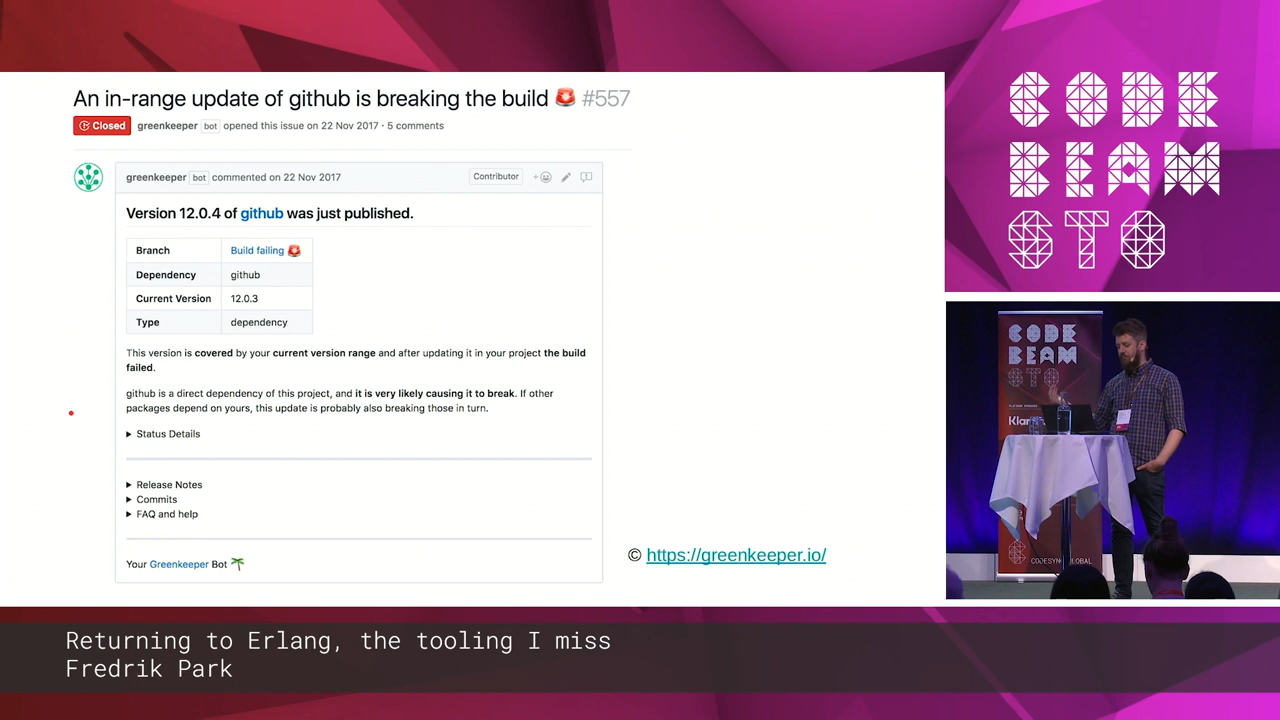 An in-range update of github is breaking the build 🚨 #557
Closed greenkeeper bot opened this issue on 22 Nov 2017 · 5 comments
greenkeeper bot commented on 22 Nov 2017 Contributor
Version 12.0.4 of github was just published.
Branch Build failing 🚨
Dependency github
Current Version 12.0.3
Type dependency
This version is covered by your current version range and after updating it in your project the build
failed.
github is a direct dependency of this project, and it is very likely causing it to break. If other
packages depend on yours, this update is probably also breaking those in turn.
Status Details
Release Notes
Commits
FAQ and help
Your Greenkeeper Bot 🌴
© https://greenkeeper.io/
CODE
BEAM
STO
CODE
BEAM
STO
Returning to Erlang, the tooling I miss
Fredrik Park